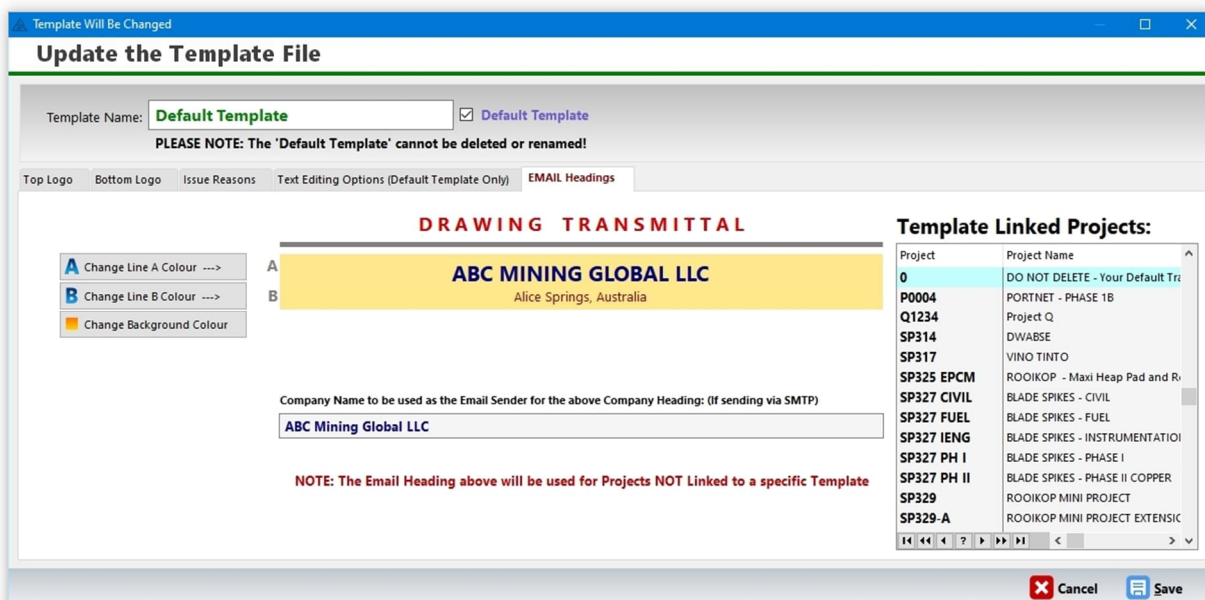 Template Will Be Changed
Update the Template File
Template Name: Default Template Default Template
PLEASE NOTE: The 'Default Template' cannot be deleted or renamed!
Top Logo Bottom Logo Issue Reasons Text Editing Options (Default Template Only) EMAIL Headings
DRAWING TRANSMITTAL
A Change Line A Colour --->
B Change Line B Colour --->
Change Background Colour
A ABC MINING GLOBAL LLC
B Alice Springs, Australia
Company Name to be used as the Email Sender for the above Company Heading: (If sending via SMTP)
ABC Mining Global LLC
NOTE: The Email Heading above will be used for Projects NOT Linked to a specific Template
Template Linked Projects:
Project Project Name
0 DO NOT DELETE - Your Default
P0004 PORTNET - PHASE 1B
Q1234 Project Q
SP314 DWABSE
SP317 VINO TINTO
SP325 EPCM ROOIKOP - Maxi Heap Pad and
SP327 CIVIL BLADE SPIKES - CIVIL
SP327 FUEL BLADE SPIKES - FUEL
SP327 IENG BLADE SPIKES - INSTRUMENTATIO
SP327 PH I BLADE SPIKES - PHASE I
SP327 PH II BLADE SPIKES - PHASE II COPPER
SP329 ROOIKOP MINI PROJECT
SP329-A ROOIKOP MINI PROJECT EXTENSIO
?
Cancel Save